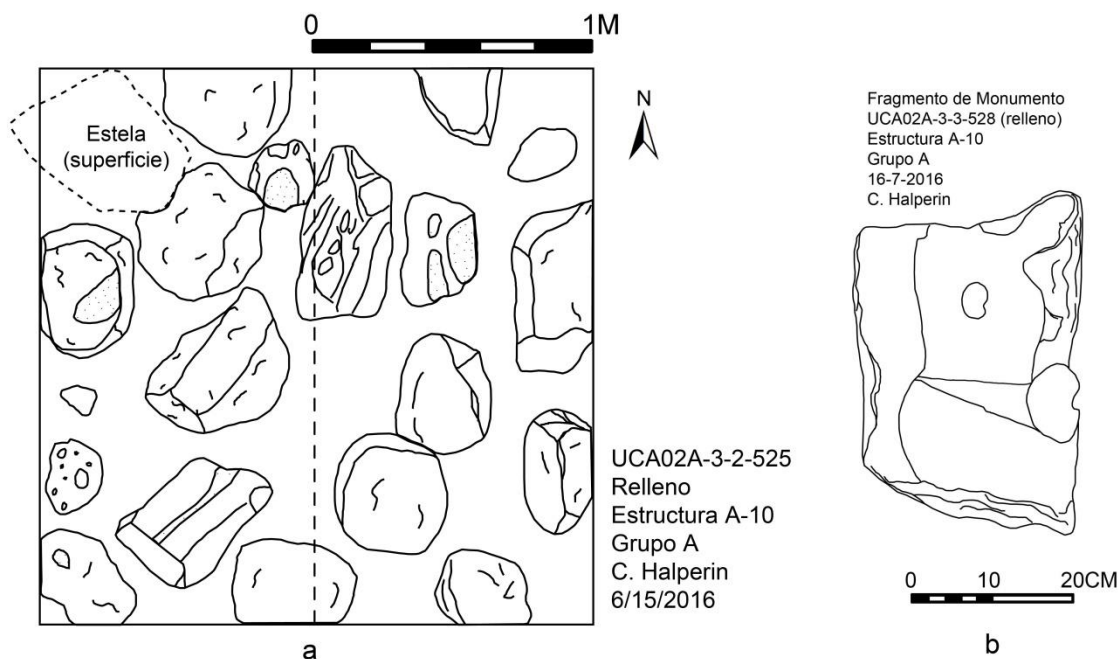 0 1M
Estela
(superficie)
N
UCA02A-3-2-525
Relleno
Estructura A-10
Grupo A
C. Halperin
6/15/2016
a
Fragmento de Monumento
UCA02A-3-3-528 (relleno)
Estructura A-10
Grupo A
16-7-2016
C. Halperin
0 10 20CM
b